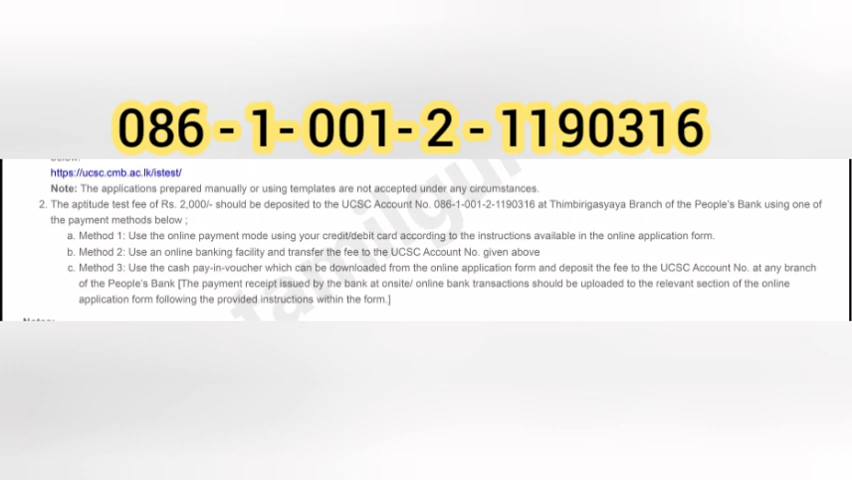 086 - 1- 001- 2 - 1190316
below.
https://ucsc.cmb.ac.lk/istest/
Note: The applications prepared manually or using templates are not accepted under any circumstances.
2. The aptitude test fee of Rs. 2,000/- should be deposited to the UCSC Account No. 086-1-001-2-1190316 at Thimbirigasyaya Branch of the People's Bank using one of
the payment methods below ;
a. Method 1: Use the online payment mode using your credit/debit card according to the instructions available in the online application form.
b. Method 2: Use an online banking facility and transfer the fee to the UCSC Account No. given above
c. Method 3: Use the cash pay-in-voucher which can be downloaded from the online application form and deposit the fee to the UCSC Account No. at any branch
of the People's Bank [The payment receipt issued by the bank at onsite/ online bank transactions should be uploaded to the relevant section of the online
application form following the provided instructions within the form.]